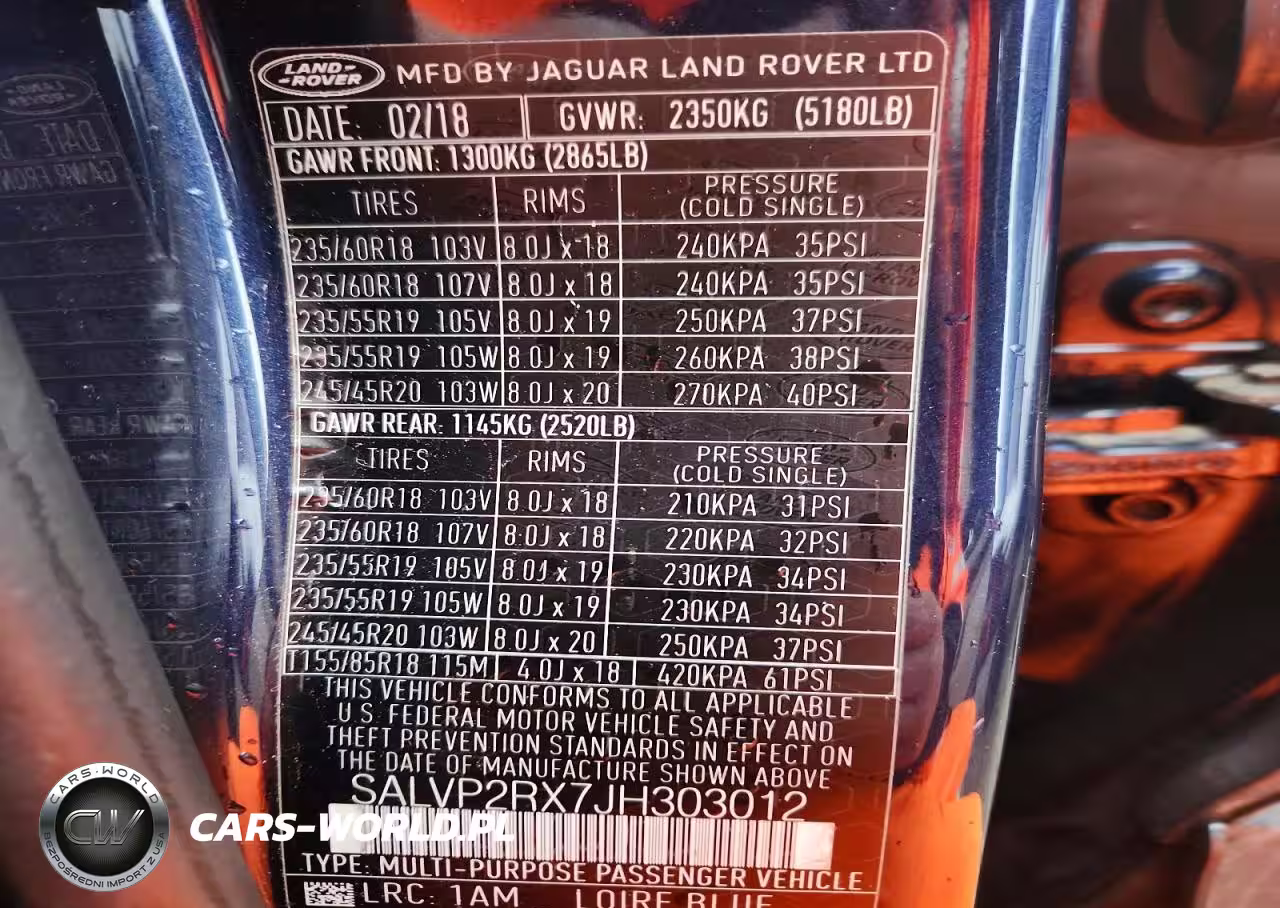 LAND-ROVER MFD BY JAGUAR LAND ROVER LTD
DATE: 02/18 GVWR: 2350KG (5180LB)
GAWR FRONT: 1300KG (2865LB)
TIRES RIMS PRESSURE (COLD SINGLE)
235/60R18 103V 8.0J x 18 240KPA 35PSI
235/60R18 107V 8.0J x 18 240KPA 35PSI
235/55R19 105V 8.0J x 19 250KPA 37PSI
235/55R19 105W 8.0J x 19 260KPA 38PSI
245/45R20 103W 8.0J x 20 270KPA 40PSI
GAWR REAR: 1145KG (2520LB)
TIRES RIMS PRESSURE (COLD SINGLE)
235/60R18 103V 8.0J x 18 210KPA 31PSI
235/60R18 107V 8.0J x 18 220KPA 32PSI
235/55R19 105V 8.0J x 19 230KPA 34PSI
235/55R19 105W 8.0J x 19 230KPA 34PSI
245/45R20 103W 8.0J x 20 250KPA 37PSI
T155/85R18 115M 4.0J x 18 420KPA 61PSI
THIS VEHICLE CONFORMS TO ALL APPLICABLE
U.S. FEDERAL MOTOR VEHICLE SAFETY AND
THEFT PREVENTION STANDARDS IN EFFECT ON
THE DATE OF MANUFACTURE SHOWN ABOVE
SALVP2RX7JH303012
TYPE: MULTI-PURPOSE PASSENGER VEHICLE
LRC: 1AM LOIRE BLUE
CARS-WORLD
CW
BEZPOŚREDNI IMPORT Z USA
CARS-WORLD.PL